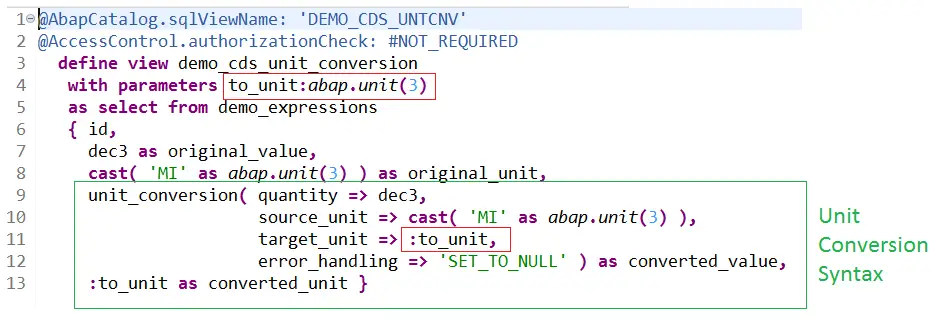 1 @AbapCatalog.sqlViewName: 'DEMO_CDS_UNTCNV'
2 @AccessControl.authorizationCheck: #NOT_REQUIRED
3 define view demo_cds_unit_conversion
4 with parameters to_unit:abap.unit(3)
5 as select from demo_expressions
6 { id,
7 dec3 as original_value,
8 cast( 'MI' as abap.unit(3) ) as original_unit,
9 unit_conversion( quantity => dec3,
10 source_unit => cast( 'MI' as abap.unit(3) ),
11 target_unit => :to_unit,
12 error_handling => 'SET_TO_NULL' ) as converted_value,
13 :to_unit as converted_unit }
Unit
Conversion
Syntax